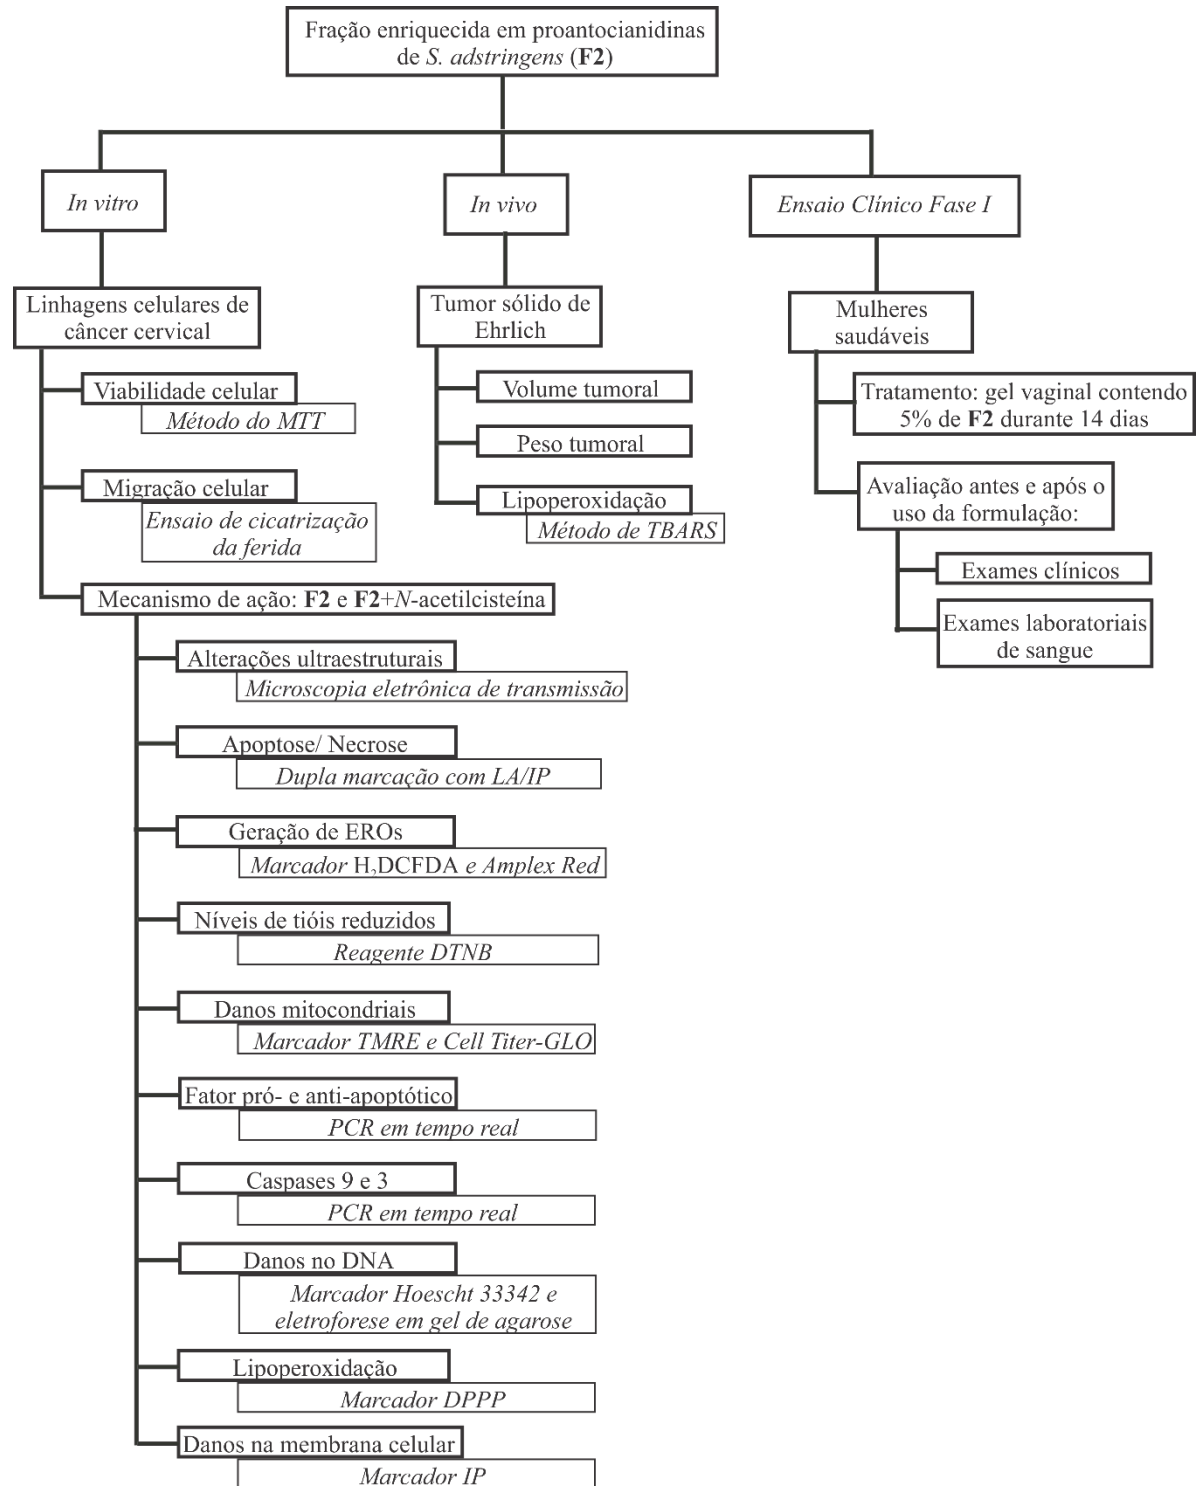 Fração enriquecida em proantocianidinas
de S. adstringens (F2)
In vitro
In vivo
Ensaio Clínico Fase I
Linhagens celulares de
câncer cervical
Viabilidade celular
Método do MTT
Migração celular
Ensaio de cicatrização
da ferida
Mecanismo de ação: F2 e F2+N-acetilcisteína
Alterações ultraestruturais
Microscopia eletrônica de transmissão
Apoptose/ Necrose
Dupla marcação com LA/IP
Geração de EROs
Marcador H₂DCFDA e Amplex Red
Níveis de tióis reduzidos
Reagente DTNB
Danos mitocondriais
Marcador TMRE e Cell Titer-GLO
Fator pró- e anti-apoptótico
PCR em tempo real
Caspases 9 e 3
PCR em tempo real
Danos no DNA
Marcador Hoescht 33342 e
eletroforese em gel de agarose
Lipoperoxidação
Marcador DPPP
Danos na membrana celular
Marcador IP
Tumor sólido de
Ehrlich
Volume tumoral
Peso tumoral
Lipoperoxidação
Método de TBARS
Mulheres
saudáveis
Tratamento: gel vaginal contendo
5% de F2 durante 14 dias
Avaliação antes e após o
uso da formulação:
Exames clínicos
Exames laboratoriais
de sangue